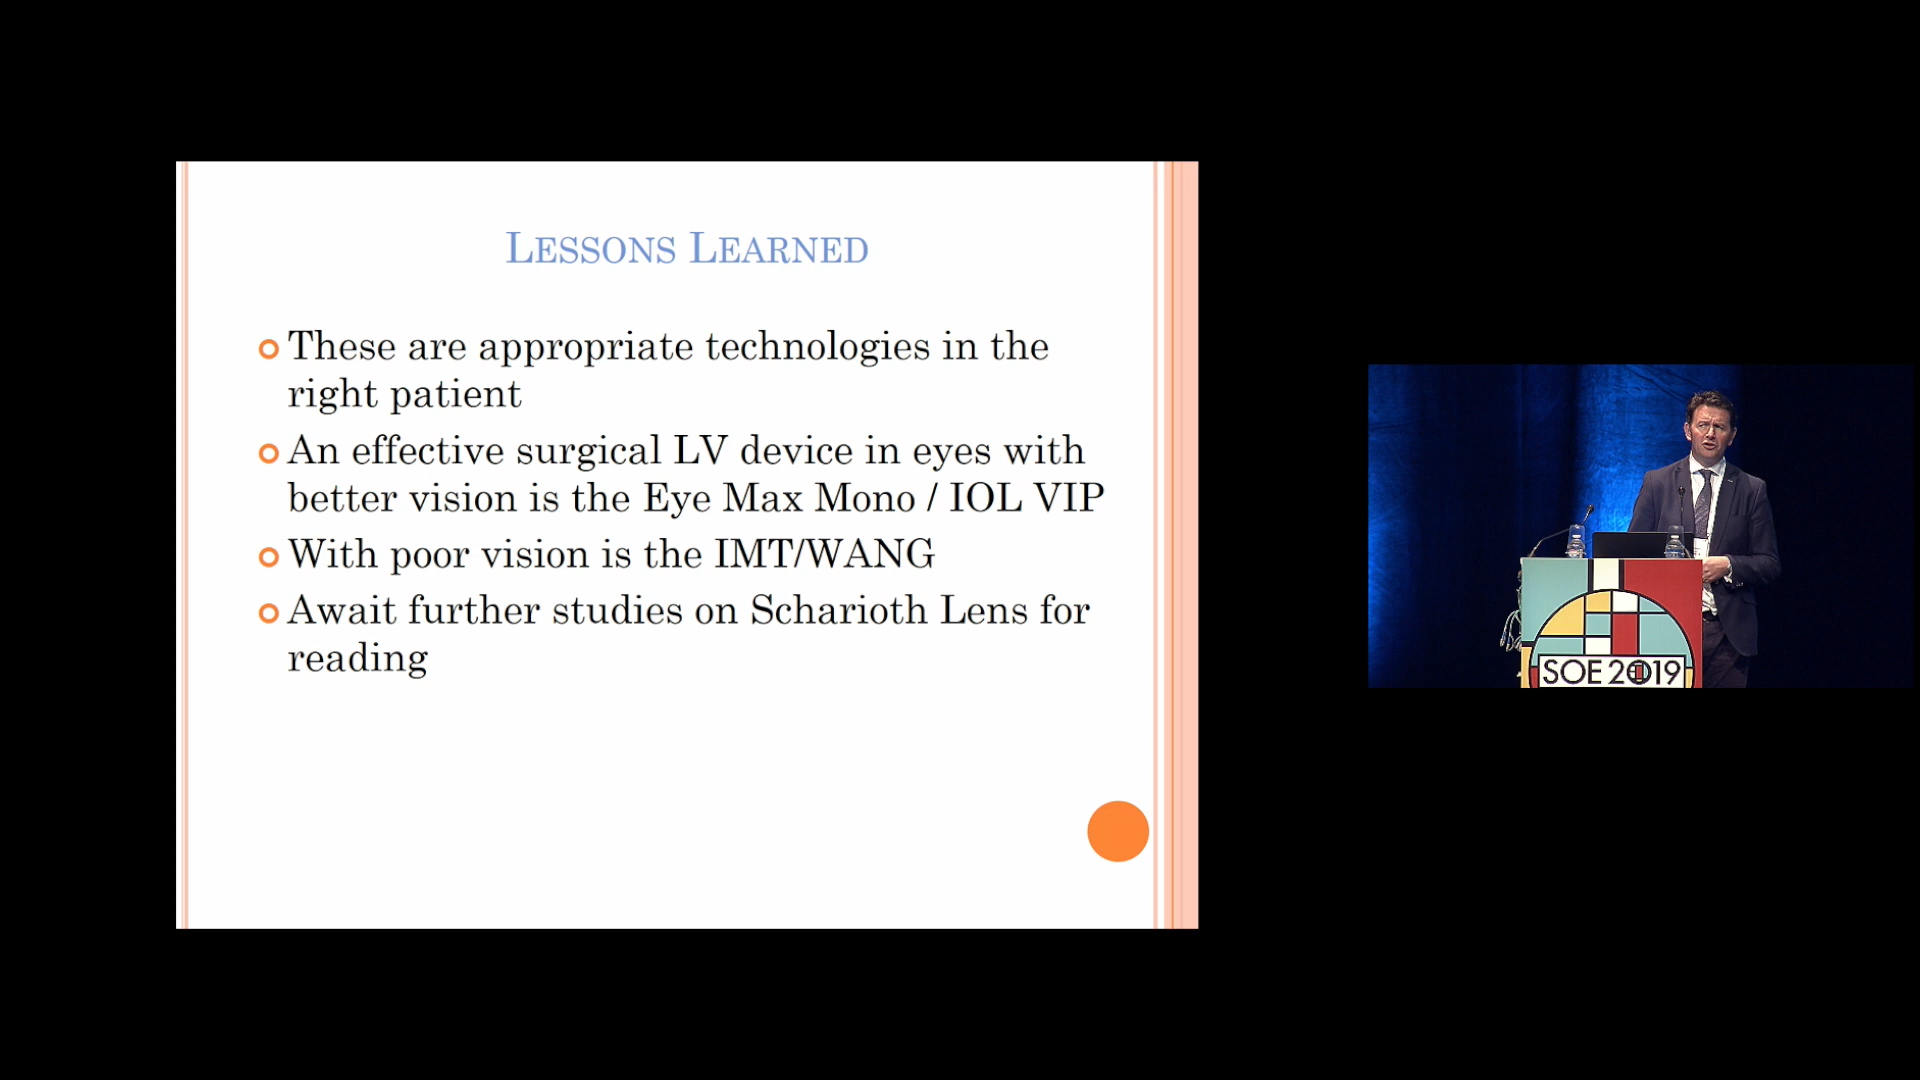 LESSONS LEARNED
These are appropriate technologies in the
right patient
An effective surgical LV device in eyes with
better vision is the Eye Max Mono / IOL VIP
With poor vision is the IMT/WANG
Await further studies on Scharioth Lens for
reading
SOE 2019